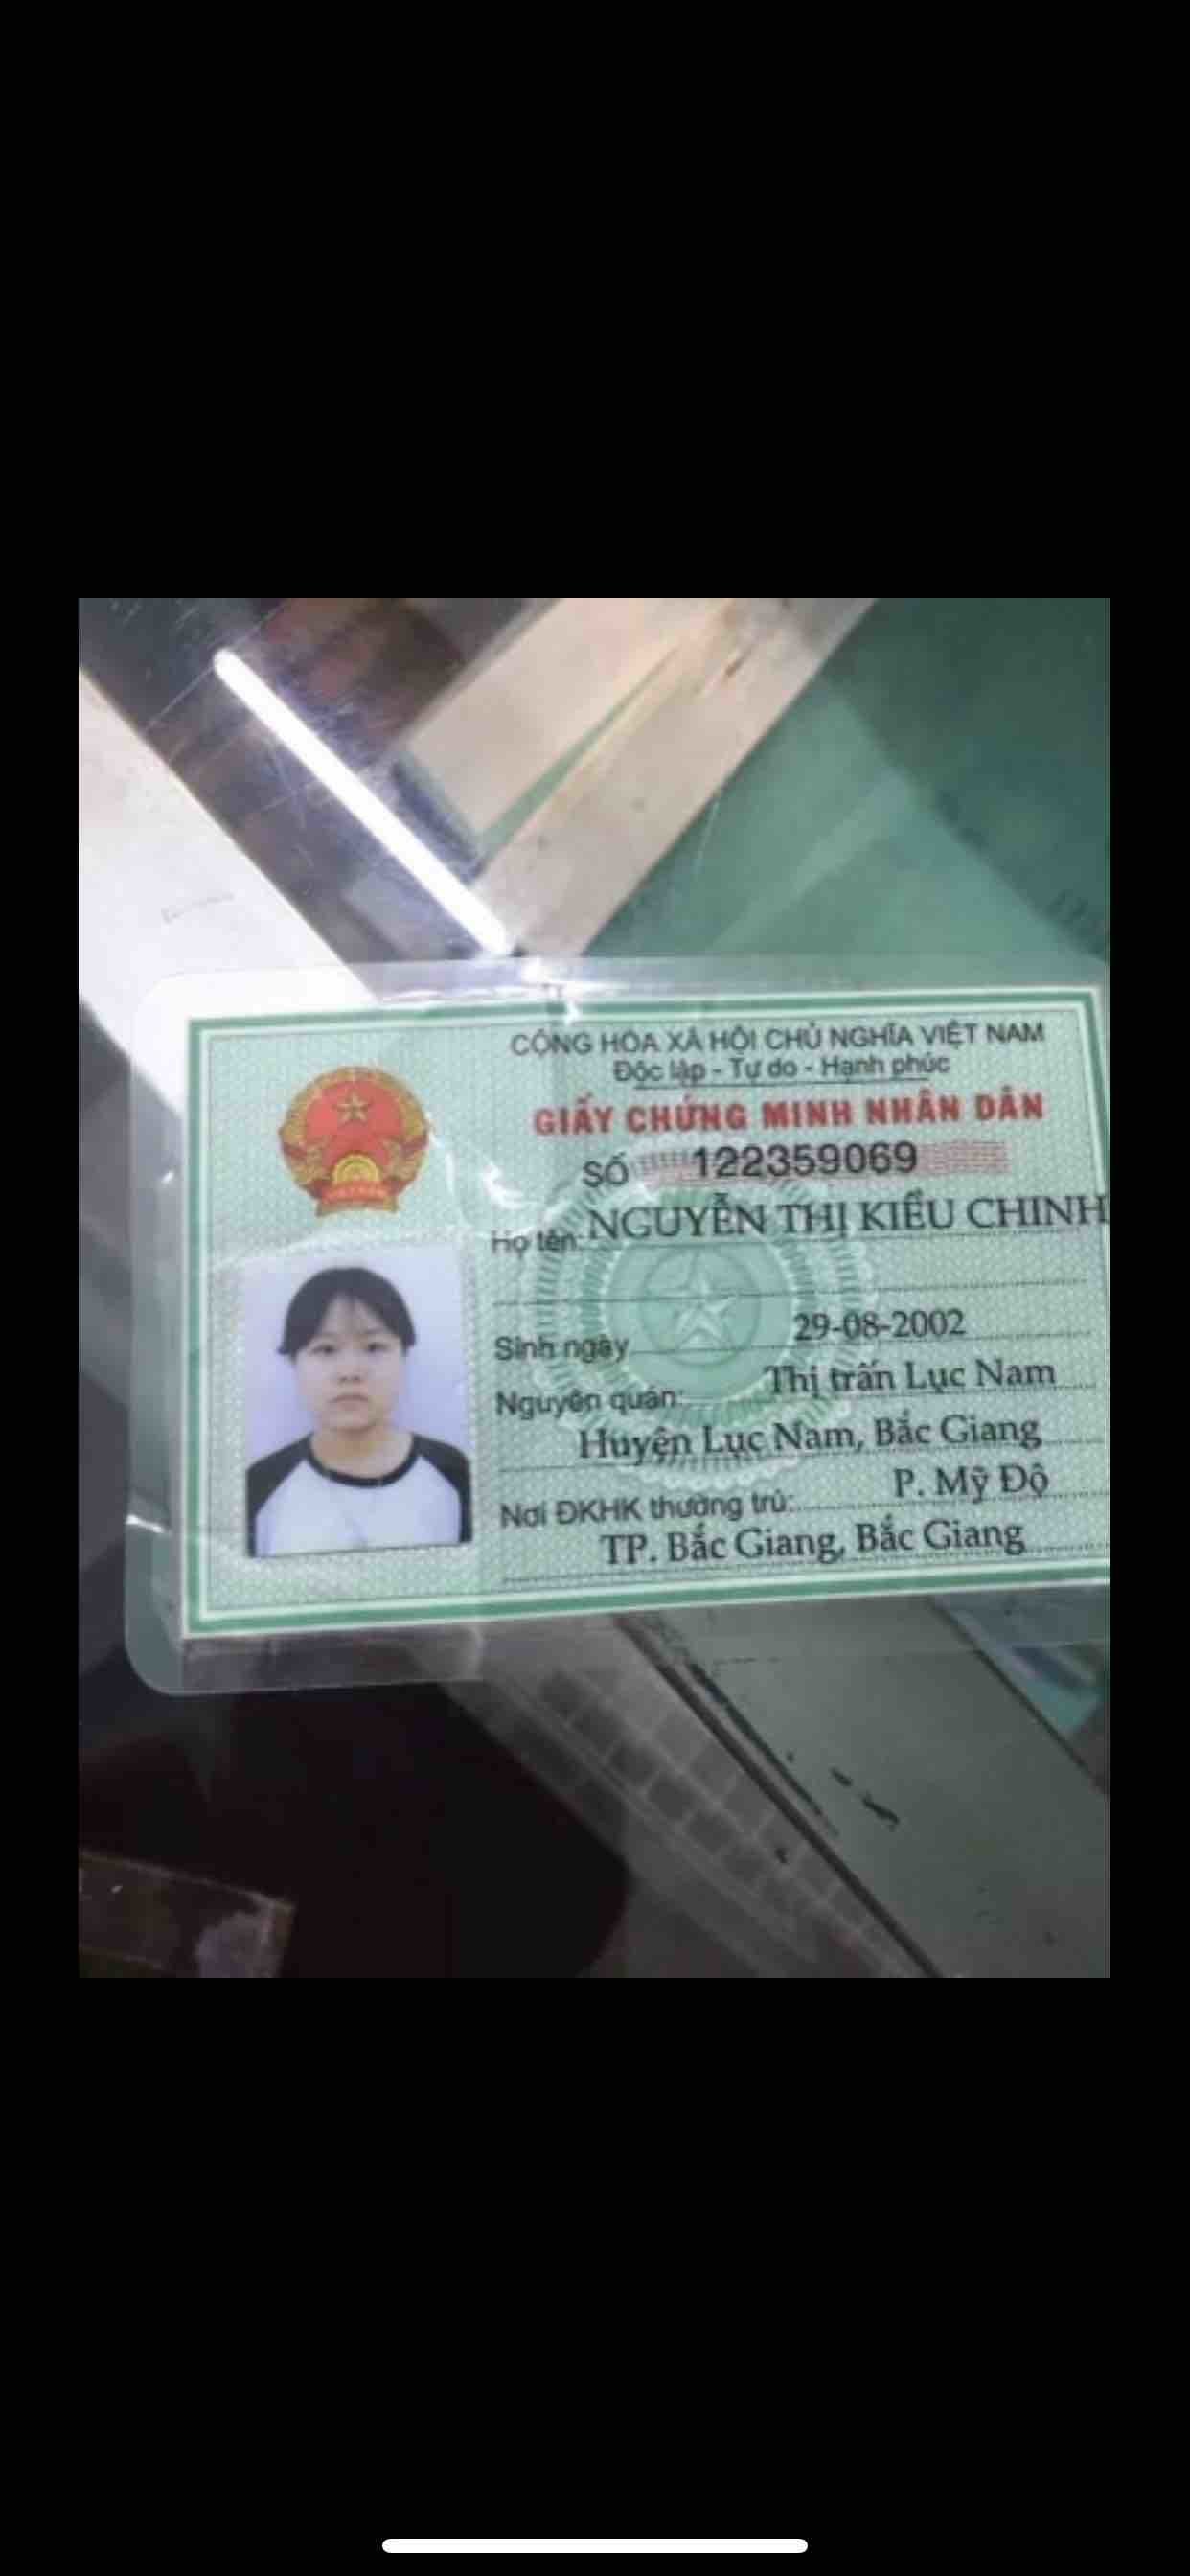 CỘNG HÒA XÃ HỘI CHỦ NGHĨA VIỆT NAM
Độc lập - Tự do - Hạnh phúc
GIẤY CHỨNG MINH NHÂN DÂN
SỐ 122359069
Họ tên: NGUYỄN THỊ KIỀU CHINH
Sinh ngày 29-08-2002
Nguyên quán: Thị trấn Lục Nam
Huyện Lục Nam, Bắc Giang
Nơi ĐKHK thường trú: P. Mỹ Độ
TP. Bắc Giang, Bắc Giang